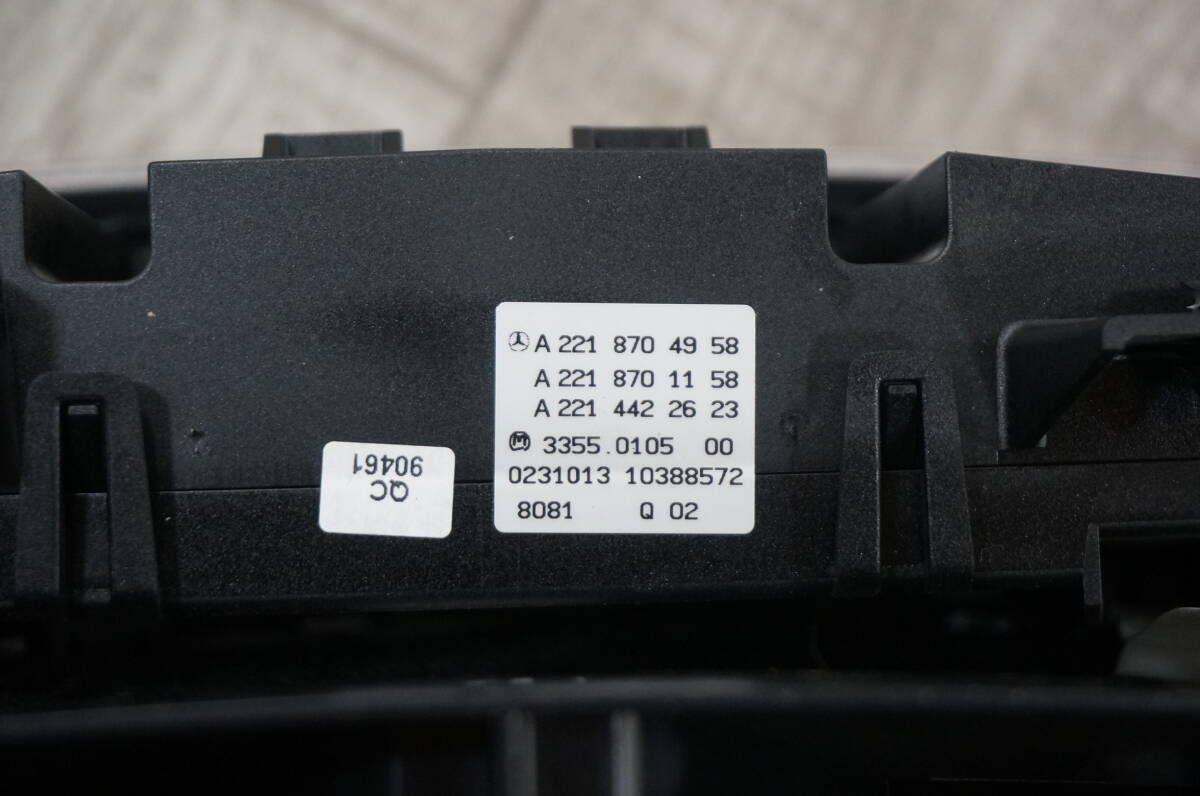 A 221 870 49 58
A 221 870 11 58
A 221 442 26 23
M 3355.0105 00
0231013 10388572
8081 Q 02
QC
90461